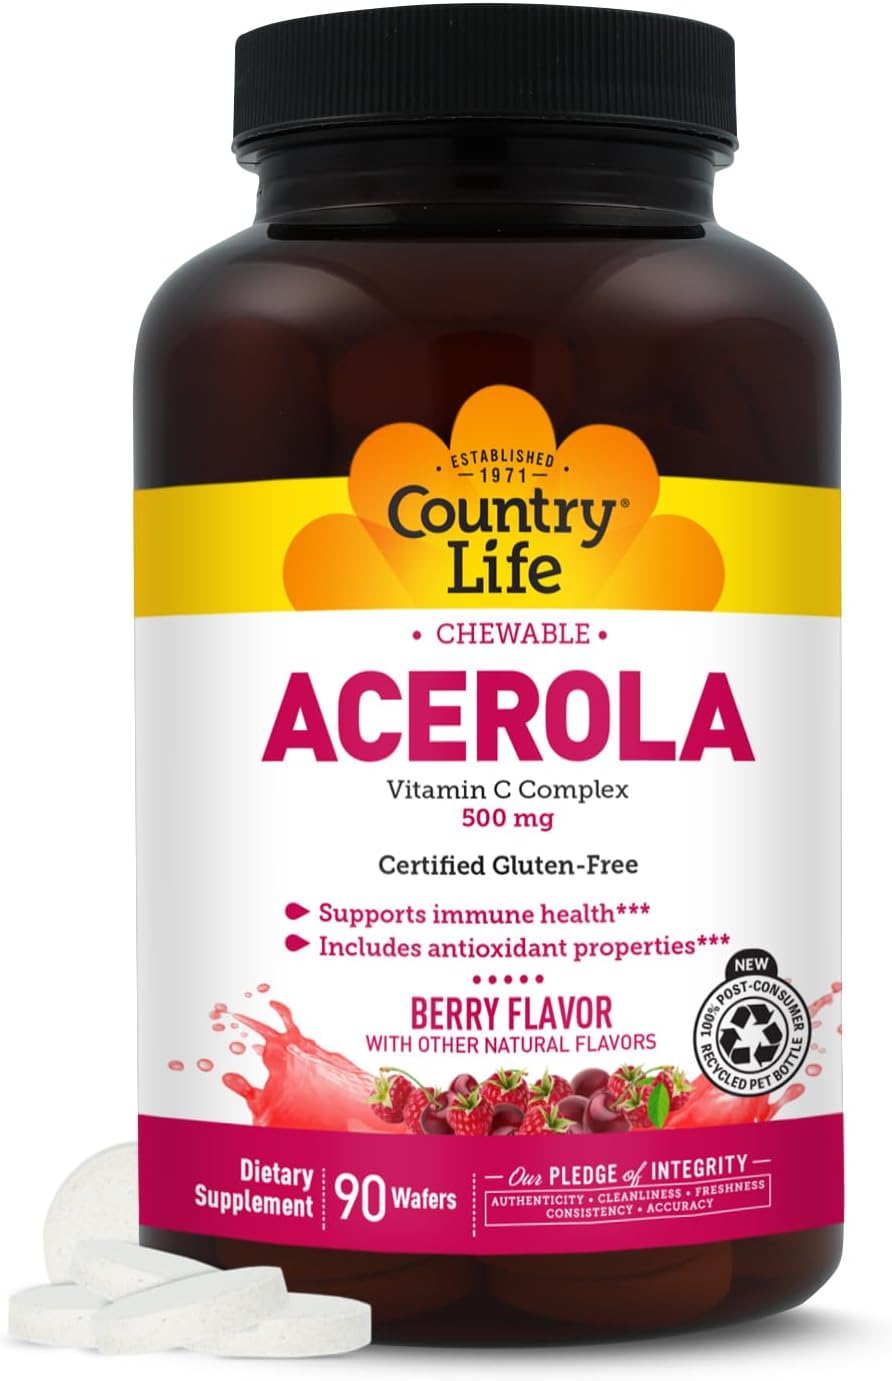 • ESTABLISHED •
— 1971 —
Country®
Life
• CHEWABLE •
ACEROLA
Vitamin C Complex
500 mg
Certified Gluten-Free
Supports immune health***
Includes antioxidant properties***
•••••
BERRY FLAVOR
WITH OTHER NATURAL FLAVORS
NEW
100% POST-CONSUMER
RECYCLED PET BOTTLE
Dietary
Supplement
90 Wafers
— Our PLEDGE of INTEGRITY —
AUTHENTICITY • CLEANLINESS • FRESHNESS
CONSISTENCY • ACCURACY